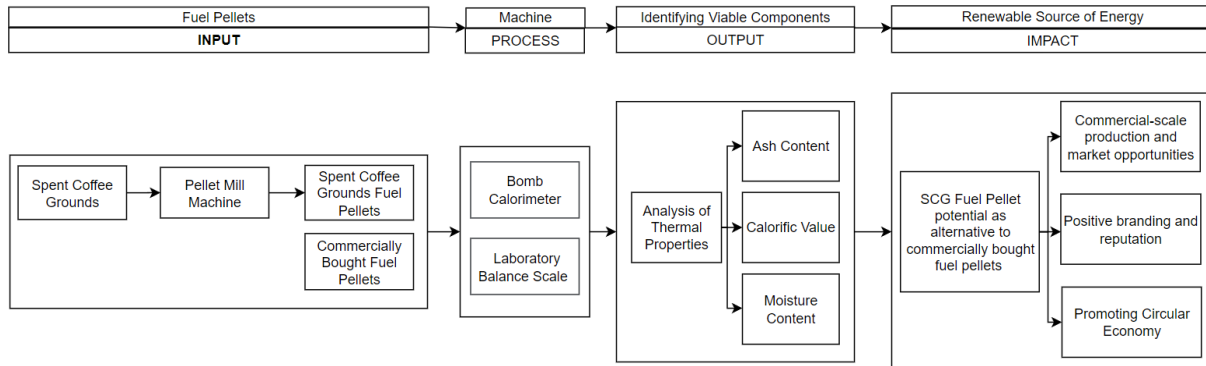 Fuel Pellets
INPUT
Machine
PROCESS
Identifying Viable Components
OUTPUT
Renewable Source of Energy
IMPACT
Spent Coffee
Grounds
Pellet Mill
Machine
Spent Coffee
Grounds Fuel
Pellets
Commercially
Bought Fuel
Pellets
Bomb
Calorimeter
Laboratory
Balance Scale
Analysis of
Thermal
Properties
Ash Content
Calorific Value
Moisture
Content
SCG Fuel Pellet
potential as
alternative to
commercially bought
fuel pellets
Commercial-scale
production and
market opportunities
Positive branding and
reputation
Promoting Circular
Economy